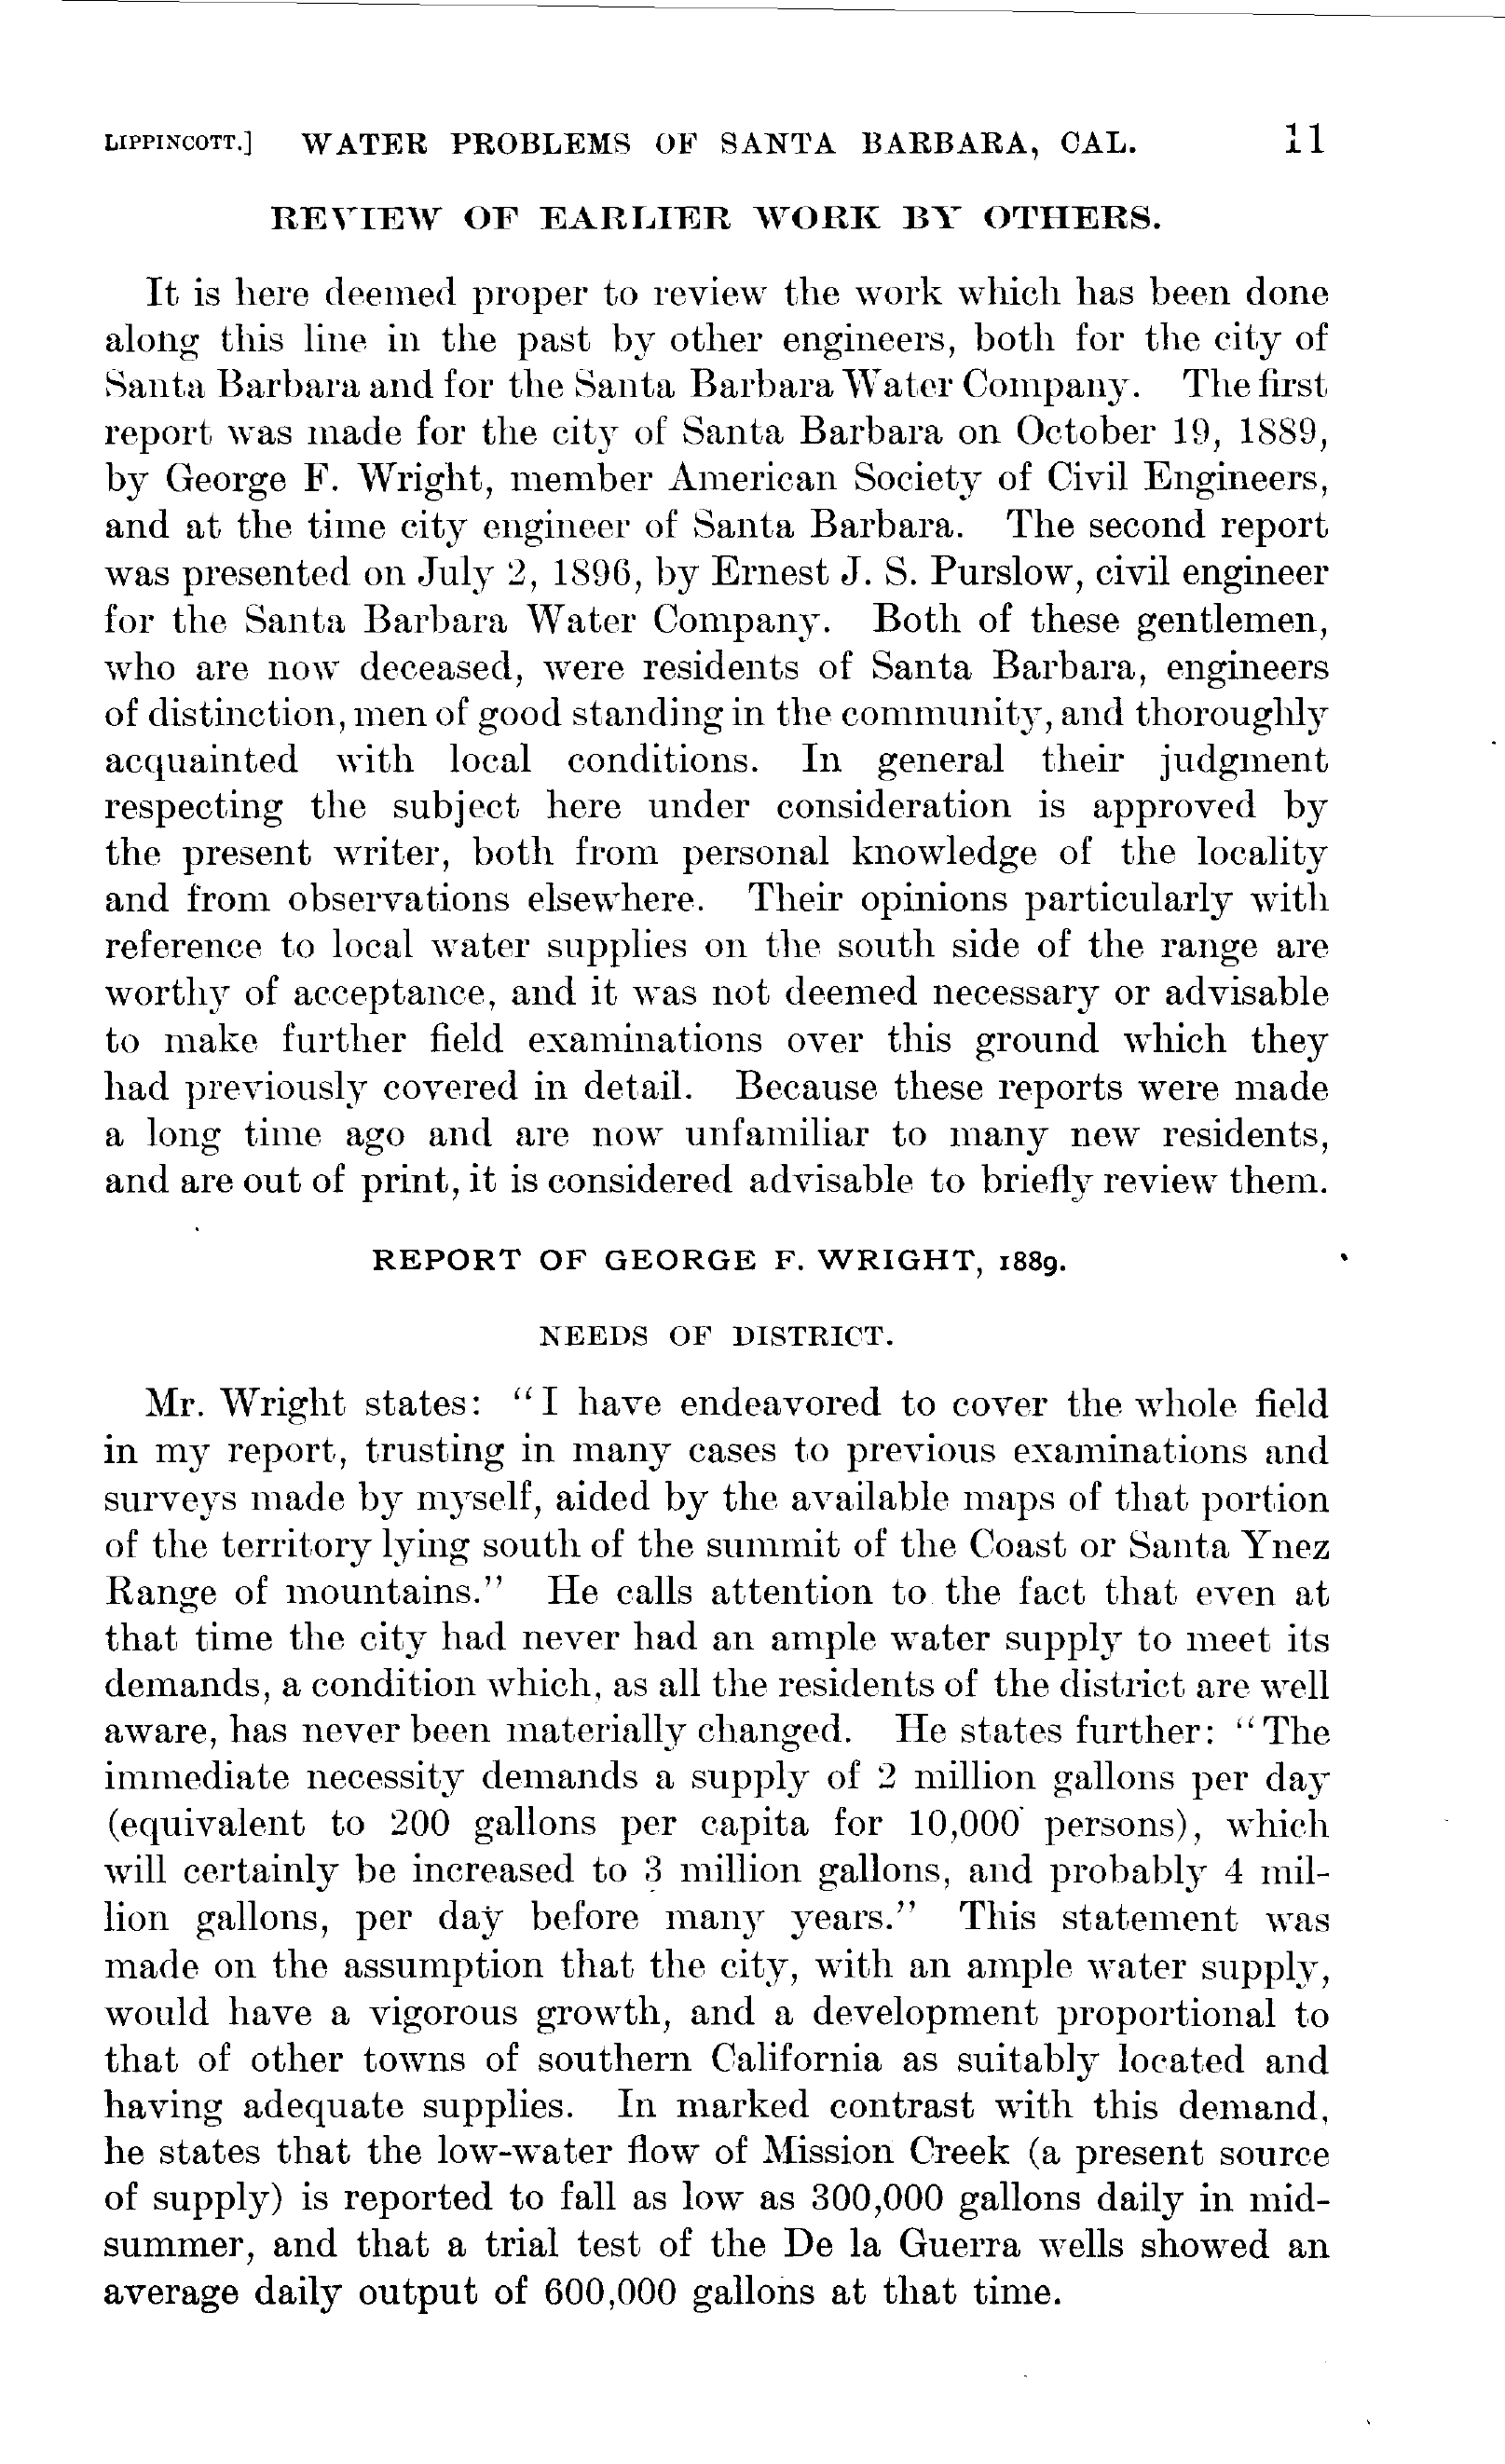 LIPPINCOTT.] WATER PROBLEMS OF SANTA BARBARA, CAL. 11
REVIEW OF EARLIER WORK BY OTHERS.
It is here deemed proper to review the work which has been done
along this line in the past by other engineers, both for the city of
Santa Barbara and for the Santa Barbara Water Company. The first
report was made for the city of Santa Barbara on October 19, 1889,
by George F. Wright, member American Society of Civil Engineers,
and at the time city engineer of Santa Barbara. The second report
was presented on July 2, 1896, by Ernest J. S. Purslow, civil engineer
for the Santa Barbara Water Company. Both of these gentlemen,
who are now deceased, were residents of Santa Barbara, engineers
of distinction, men of good standing in the community, and thoroughly
acquainted with local conditions. In general their judgment
respecting the subject here under consideration is approved by
the present writer, both from personal knowledge of the locality
and from observations elsewhere. Their opinions particularly with
reference to local water supplies on the south side of the range are
worthy of acceptance, and it was not deemed necessary or advisable
to make further field examinations over this ground which they
had previously covered in detail. Because these reports were made
a long time ago and are now unfamiliar to many new residents,
and are out of print, it is considered advisable to briefly review them.
REPORT OF GEORGE F. WRIGHT, 1889.
NEEDS OF DISTRICT.
Mr. Wright states: "I have endeavored to cover the whole field
in my report, trusting in many cases to previous examinations and
surveys made by myself, aided by the available maps of that portion
of the territory lying south of the summit of the Coast or Santa Ynez
Range of mountains." He calls attention to the fact that even at
that time the city had never had an ample water supply to meet its
demands, a condition which, as all the residents of the district are well
aware, has never been materially changed. He states further: "The
immediate necessity demands a supply of 2 million gallons per day
(equivalent to 200 gallons per capita for 10,000 persons), which
will certainly be increased to 3 million gallons, and probably 4 mil-
lion gallons, per day before many years." This statement was
made on the assumption that the city, with an ample water supply,
would have a vigorous growth, and a development proportional to
that of other towns of southern California as suitably located and
having adequate supplies. In marked contrast with this demand,
he states that the low-water flow of Mission Creek (a present source
of supply) is reported to fall as low as 300,000 gallons daily in mid-
summer, and that a trial test of the De la Guerra wells showed an
average daily output of 600,000 gallons at that time.